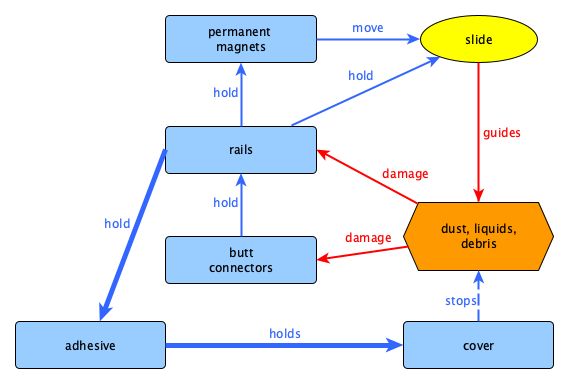 permanent
magnets
move
slide
hold
hold
rails
guides
damage
hold
hold
dust, liquids,
debris
butt
connectors
damage
stops
adhesive
holds
cover